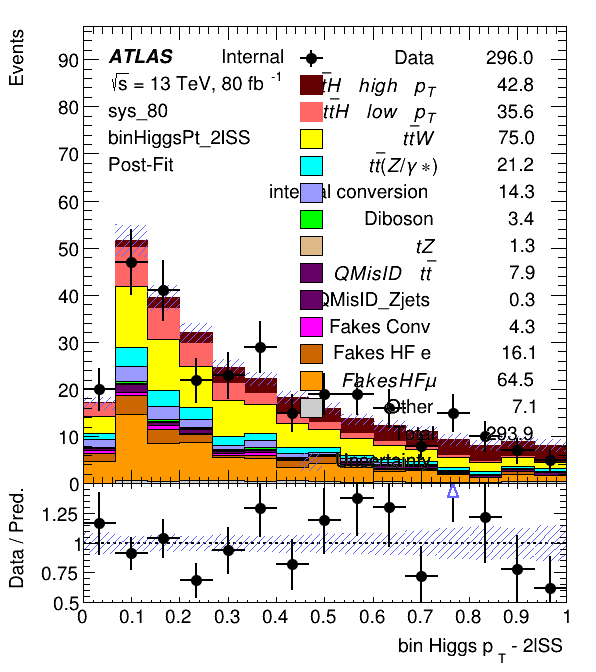 Events
90
80
70
60
50
40
30
20
10
0
ATLAS Internal
√s = 13 TeV, 80 fb -1
sys_80
binHiggsPt_2lSS
Post-Fit
Data 296.0
tt̅H high p_T 42.8
tt̅H low p_T 35.6
tt̅W 75.0
tt̅(Z/γ*) 21.2
internal conversion 14.3
Diboson 3.4
tZ 1.3
QMisID tt̅ 7.9
QMisID_Zjets 0.3
Fakes Conv 4.3
Fakes HF e 16.1
FakesHFμ 64.5
Other 7.1
Total 293.9
Uncertainty
Data / Pred.
1.25
1
0.75
0.5
0 0.1 0.2 0.3 0.4 0.5 0.6 0.7 0.8 0.9 1
bin Higgs p_T - 2lSS